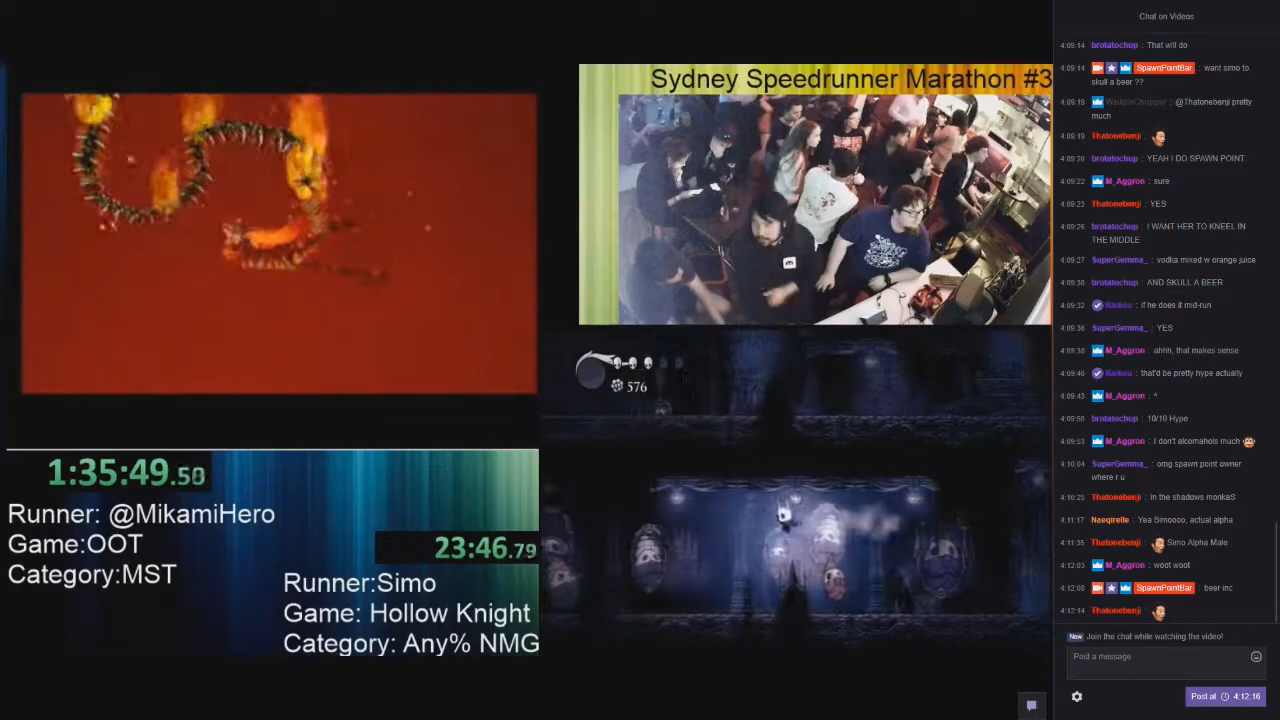 Sydney Speedrunner Marathon #3
576
1:35:49.58
Runner: @MikamiHero
Game:OOT
Category:MST
23:46.79
Runner:Simo
Game: Hollow Knight
Category: Any% NMG
Chat on Videos
4:09:14 brotatochup : That will do
4:09:14 SpawnPointBar : want simo to
skull a beer ??
4:09:19 WaddleChopper : @Thatonebenji pretty
much
4:09:19 Thatonebenji :
4:09:20 brotatochup : YEAH I DO SPAWN POINT
4:09:22 M_Aggron : sure
4:09:23 Thatonebenji : YES
4:09:26 brotatochup : I WANT HER TO KNEEL IN
THE MIDDLE
4:09:27 SuperGemma_ : vodka mixed w orange juice
4:09:30 brotatochup : AND SKULL A BEER
4:09:32 Raikou : if he does it mid-run
4:09:36 SuperGemma_ : YES
4:09:38 M_Aggron : ahhh, that makes sense
4:09:40 Raikou : that'd be pretty hype actually
4:09:43 M_Aggron : ^
4:09:50 brotatochup : 10/10 Hype
4:09:53 M_Aggron : I don't alcomahols much
4:10:04 SuperGemma_ : omg spawn point owner
where r u
4:10:25 Thatonebenji : In the shadows monkaS
4:11:17 Naeqirelle : Yea Simoooo, actual alpha
4:11:35 Thatonebenji : Simo Alpha Male
4:12:03 M_Aggron : woot woot
4:12:08 SpawnPointBar : beer inc
4:12:14 Thatonebenji :
New Join the chat while watching the video!
Post a message
Post at 4:12:16